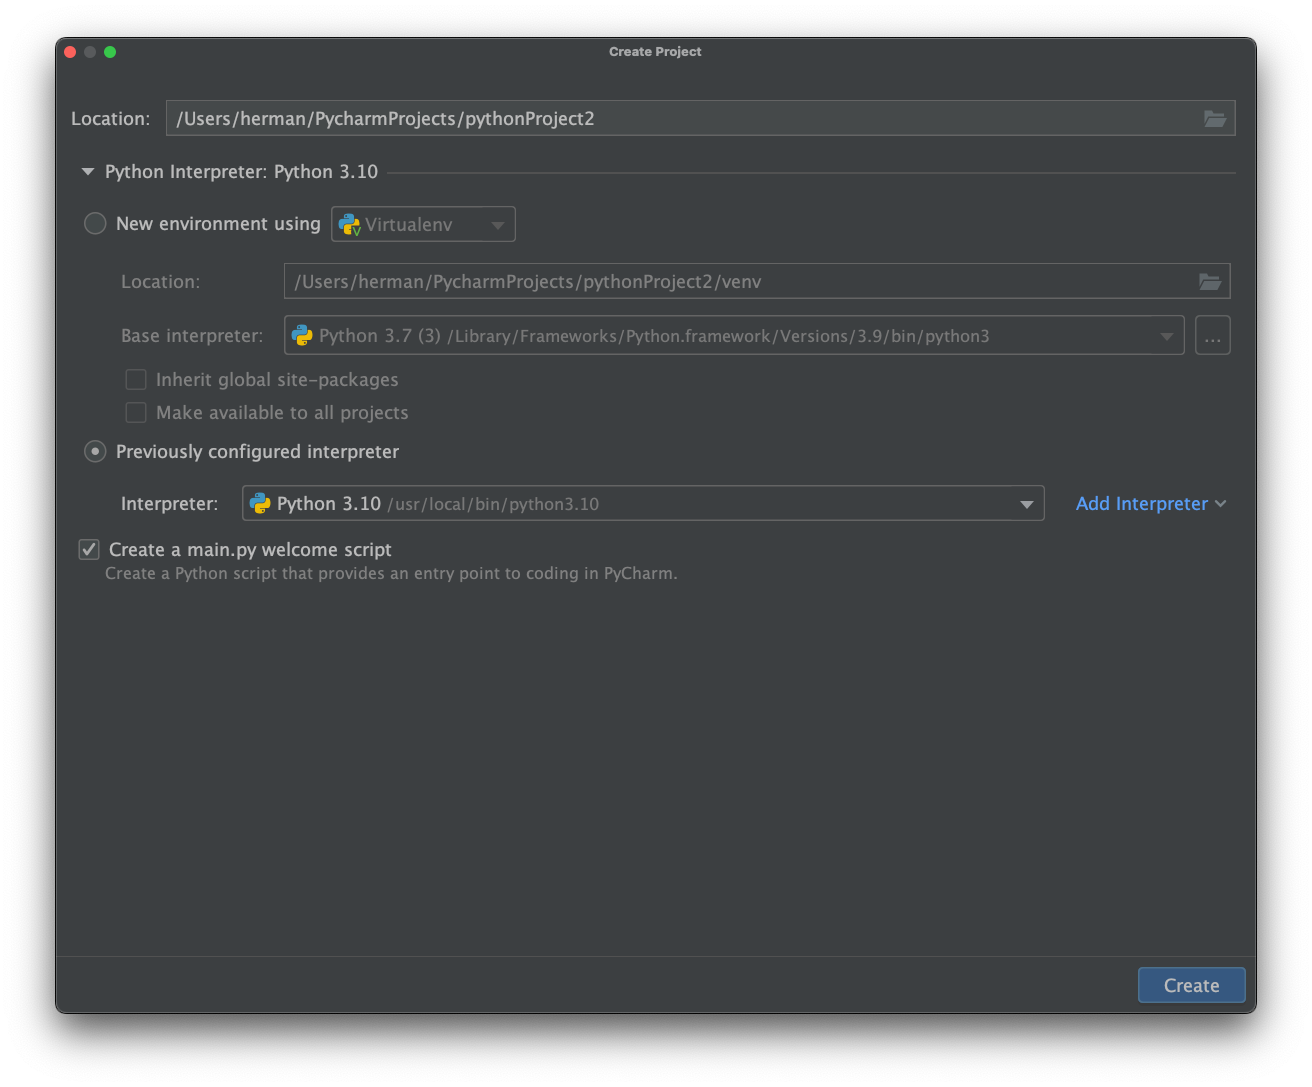 Create Project
Location: /Users/herman/PycharmProjects/pythonProject2
Python Interpreter: Python 3.10
New environment using Virtualenv
Location: /Users/herman/PycharmProjects/pythonProject2/venv
Base interpreter: Python 3.7 (3) /Library/Frameworks/Python.framework/Versions/3.9/bin/python3 ...
Inherit global site-packages
Make available to all projects
Previously configured interpreter
Interpreter: Python 3.10 /usr/local/bin/python3.10 Add Interpreter
Create a main.py welcome script
Create a Python script that provides an entry point to coding in PyCharm.
Create